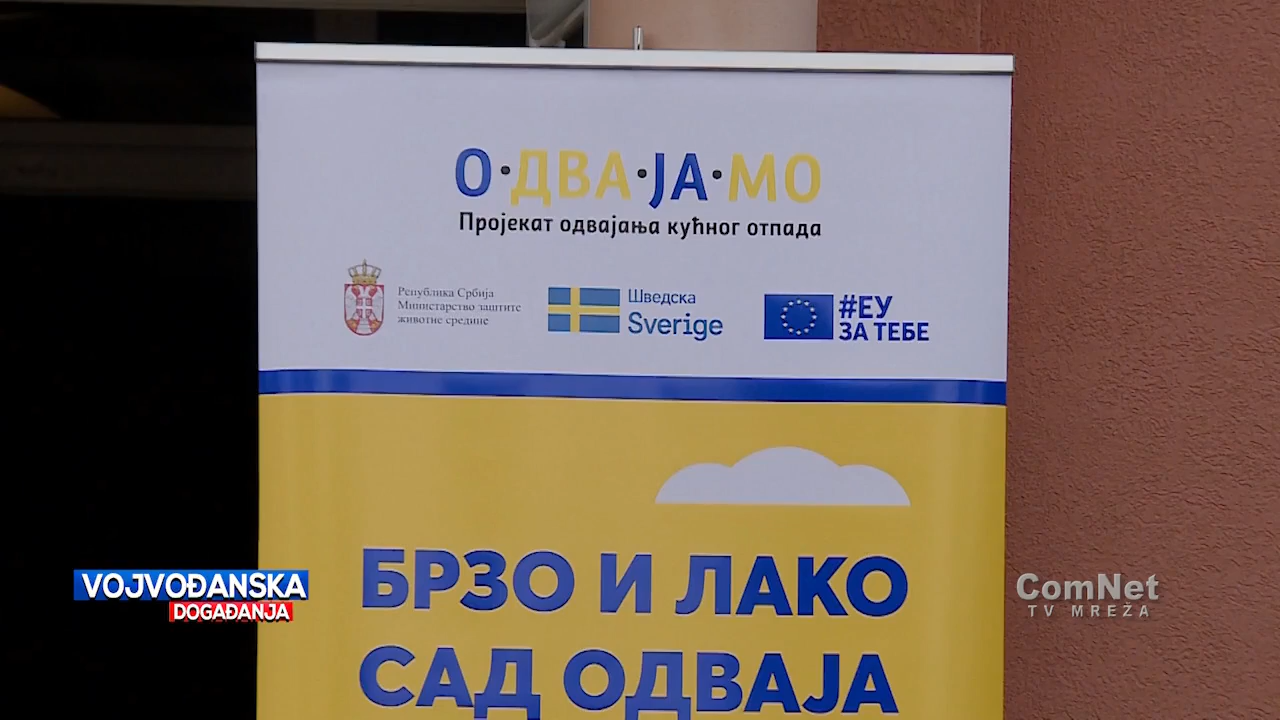 О·ДВА·ЈА·МО
Пројекат одвајања кућног отпада
Република Србија
Министарство заштите
животне средине
Шведска
Sverige
#ЕУ
ЗА ТЕБЕ
БРЗО И ЛАКО
САД ОДВАЈА
VOJVOĐANSKA
DOGAĐANJA
ComNet
TV MREŽA